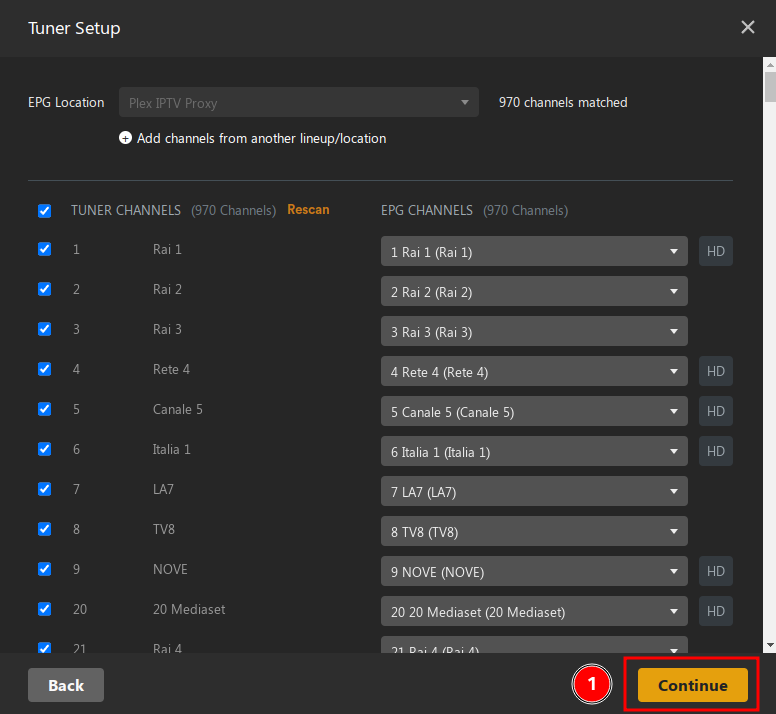 Tuner Setup
EPG Location Plex IPTV Proxy 970 channels matched
Add channels from another lineup/location
TUNER CHANNELS (970 Channels) Rescan EPG CHANNELS (970 Channels)
1 Rai 1 1 Rai 1 (Rai 1) HD
2 Rai 2 2 Rai 2 (Rai 2)
3 Rai 3 3 Rai 3 (Rai 3)
4 Rete 4 4 Rete 4 (Rete 4) HD
5 Canale 5 5 Canale 5 (Canale 5) HD
6 Italia 1 6 Italia 1 (Italia 1) HD
7 LA7 7 LA7 (LA7)
8 TV8 8 TV8 (TV8)
9 NOVE 9 NOVE (NOVE) HD
20 20 Mediaset 20 20 Mediaset (20 Mediaset) HD
21 Rai 4 21 Rai 4 (Rai 4)
Back 1 Continue